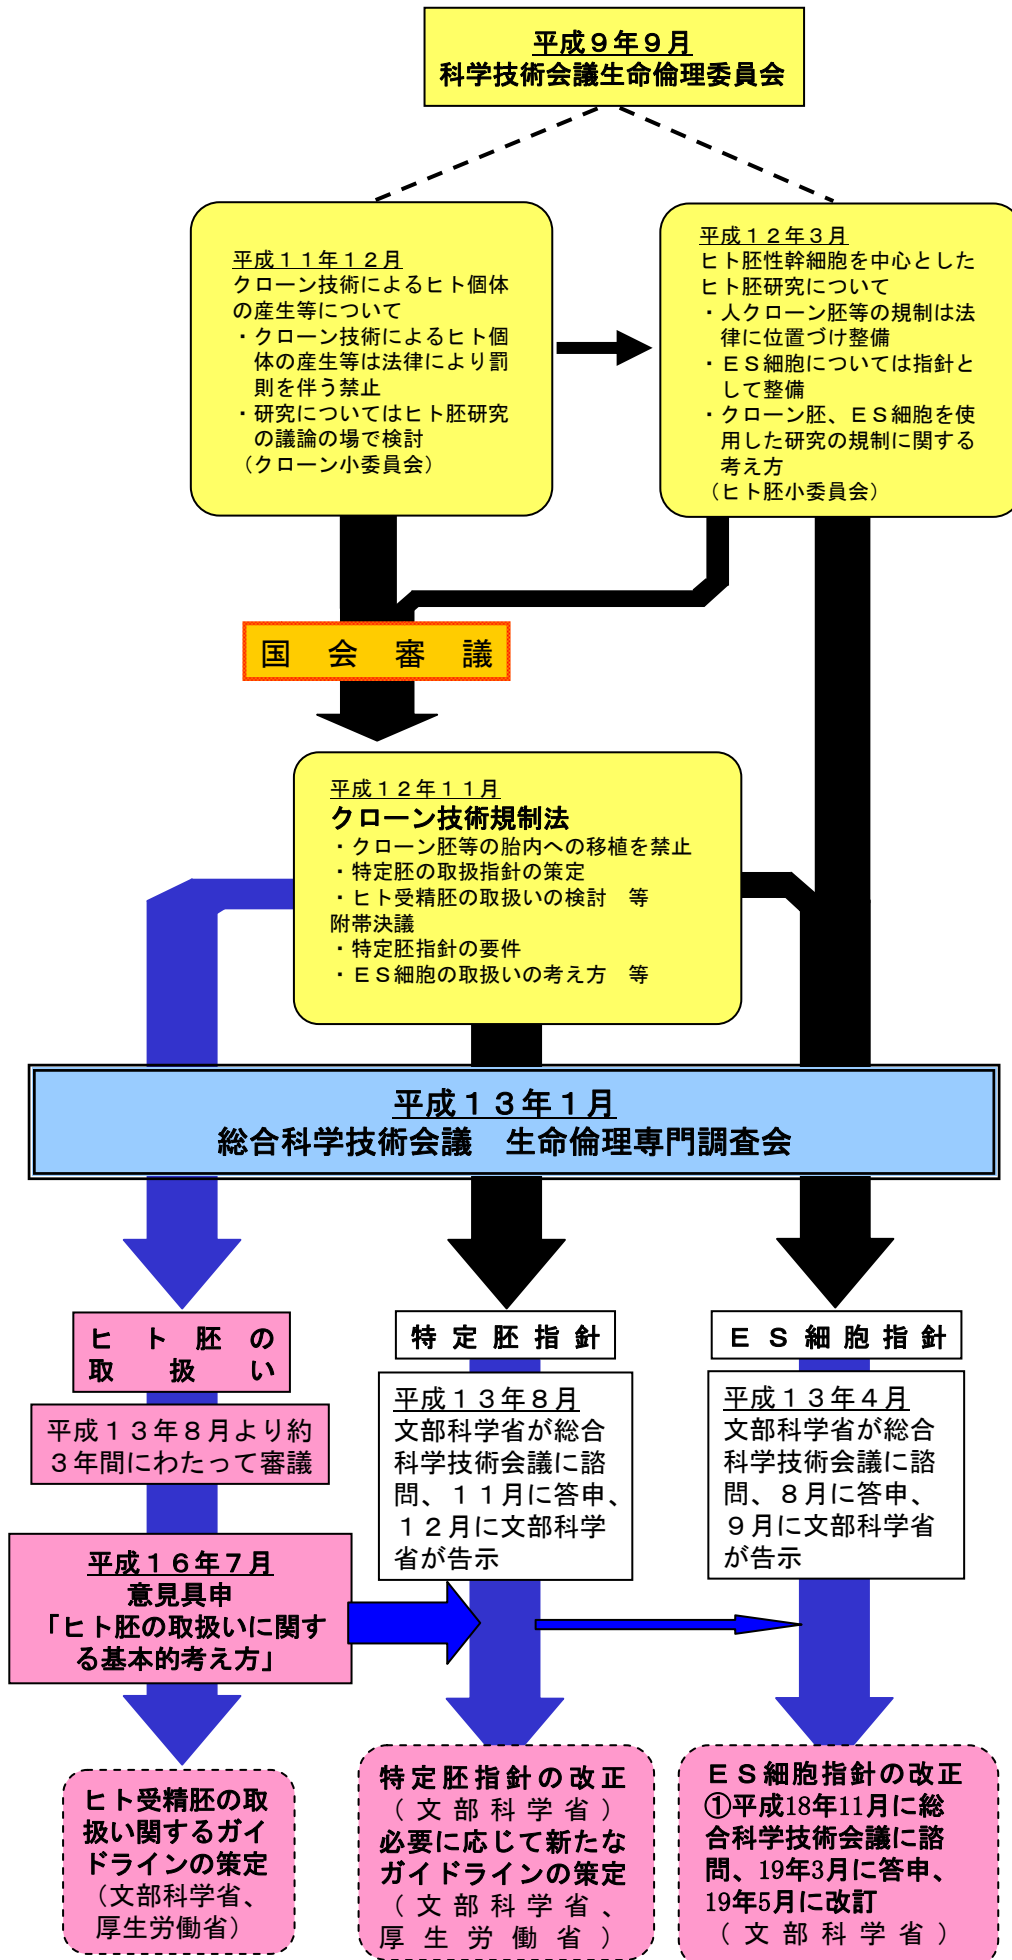 平成９年９月
科学技術会議生命倫理委員会
平成１１年１２月
クローン技術によるヒト個体
の産生等について
・クローン技術によるヒト個
体の産生等は法律により罰
則を伴う禁止
・研究についてはヒト胚研究
の議論の場で検討
（クローン小委員会）
平成１２年３月
ヒト胚性幹細胞を中心とした
ヒト胚研究について
・人クローン胚等の規制は法
律に位置づけ整備
・ＥＳ細胞については指針と
して整備
・クローン胚、ＥＳ細胞を使
用した研究の規制に関する
考え方
（ヒト胚小委員会）
国　会　審　議
平成１２年１１月
クローン技術規制法
・クローン胚等の胎内への移植を禁止
・特定胚の取扱指針の策定
・ヒト受精胚の取扱いの検討　等
附帯決議
・特定胚指針の要件
・ＥＳ細胞の取扱いの考え方　等
平成１３年１月
総合科学技術会議　生命倫理専門調査会
ヒト胚の
取扱い
平成１３年８月より約
３年間にわたって審議
平成１６年７月
意見具申
「ヒト胚の取扱いに関す
る基本的考え方」
ヒト受精胚の取
扱い関するガイ
ドラインの策定
（文部科学省、
厚生労働省）
特定胚指針
平成１３年８月
文部科学省が総合
科学技術会議に諮
問、１１月に答申、
１２月に文部科学
省が告示
特定胚指針の改正
（文部科学省）
必要に応じて新たな
ガイドラインの策定
（文部科学省、
厚生労働省）
ＥＳ細胞指針
平成１３年４月
文部科学省が総合
科学技術会議に諮
問、８月に答申、
９月に文部科学省
が告示
ＥＳ細胞指針の改正
①平成18年11月に総
合科学技術会議に諮
問、19年3月に答申、
19年5月に改訂
（文部科学省）